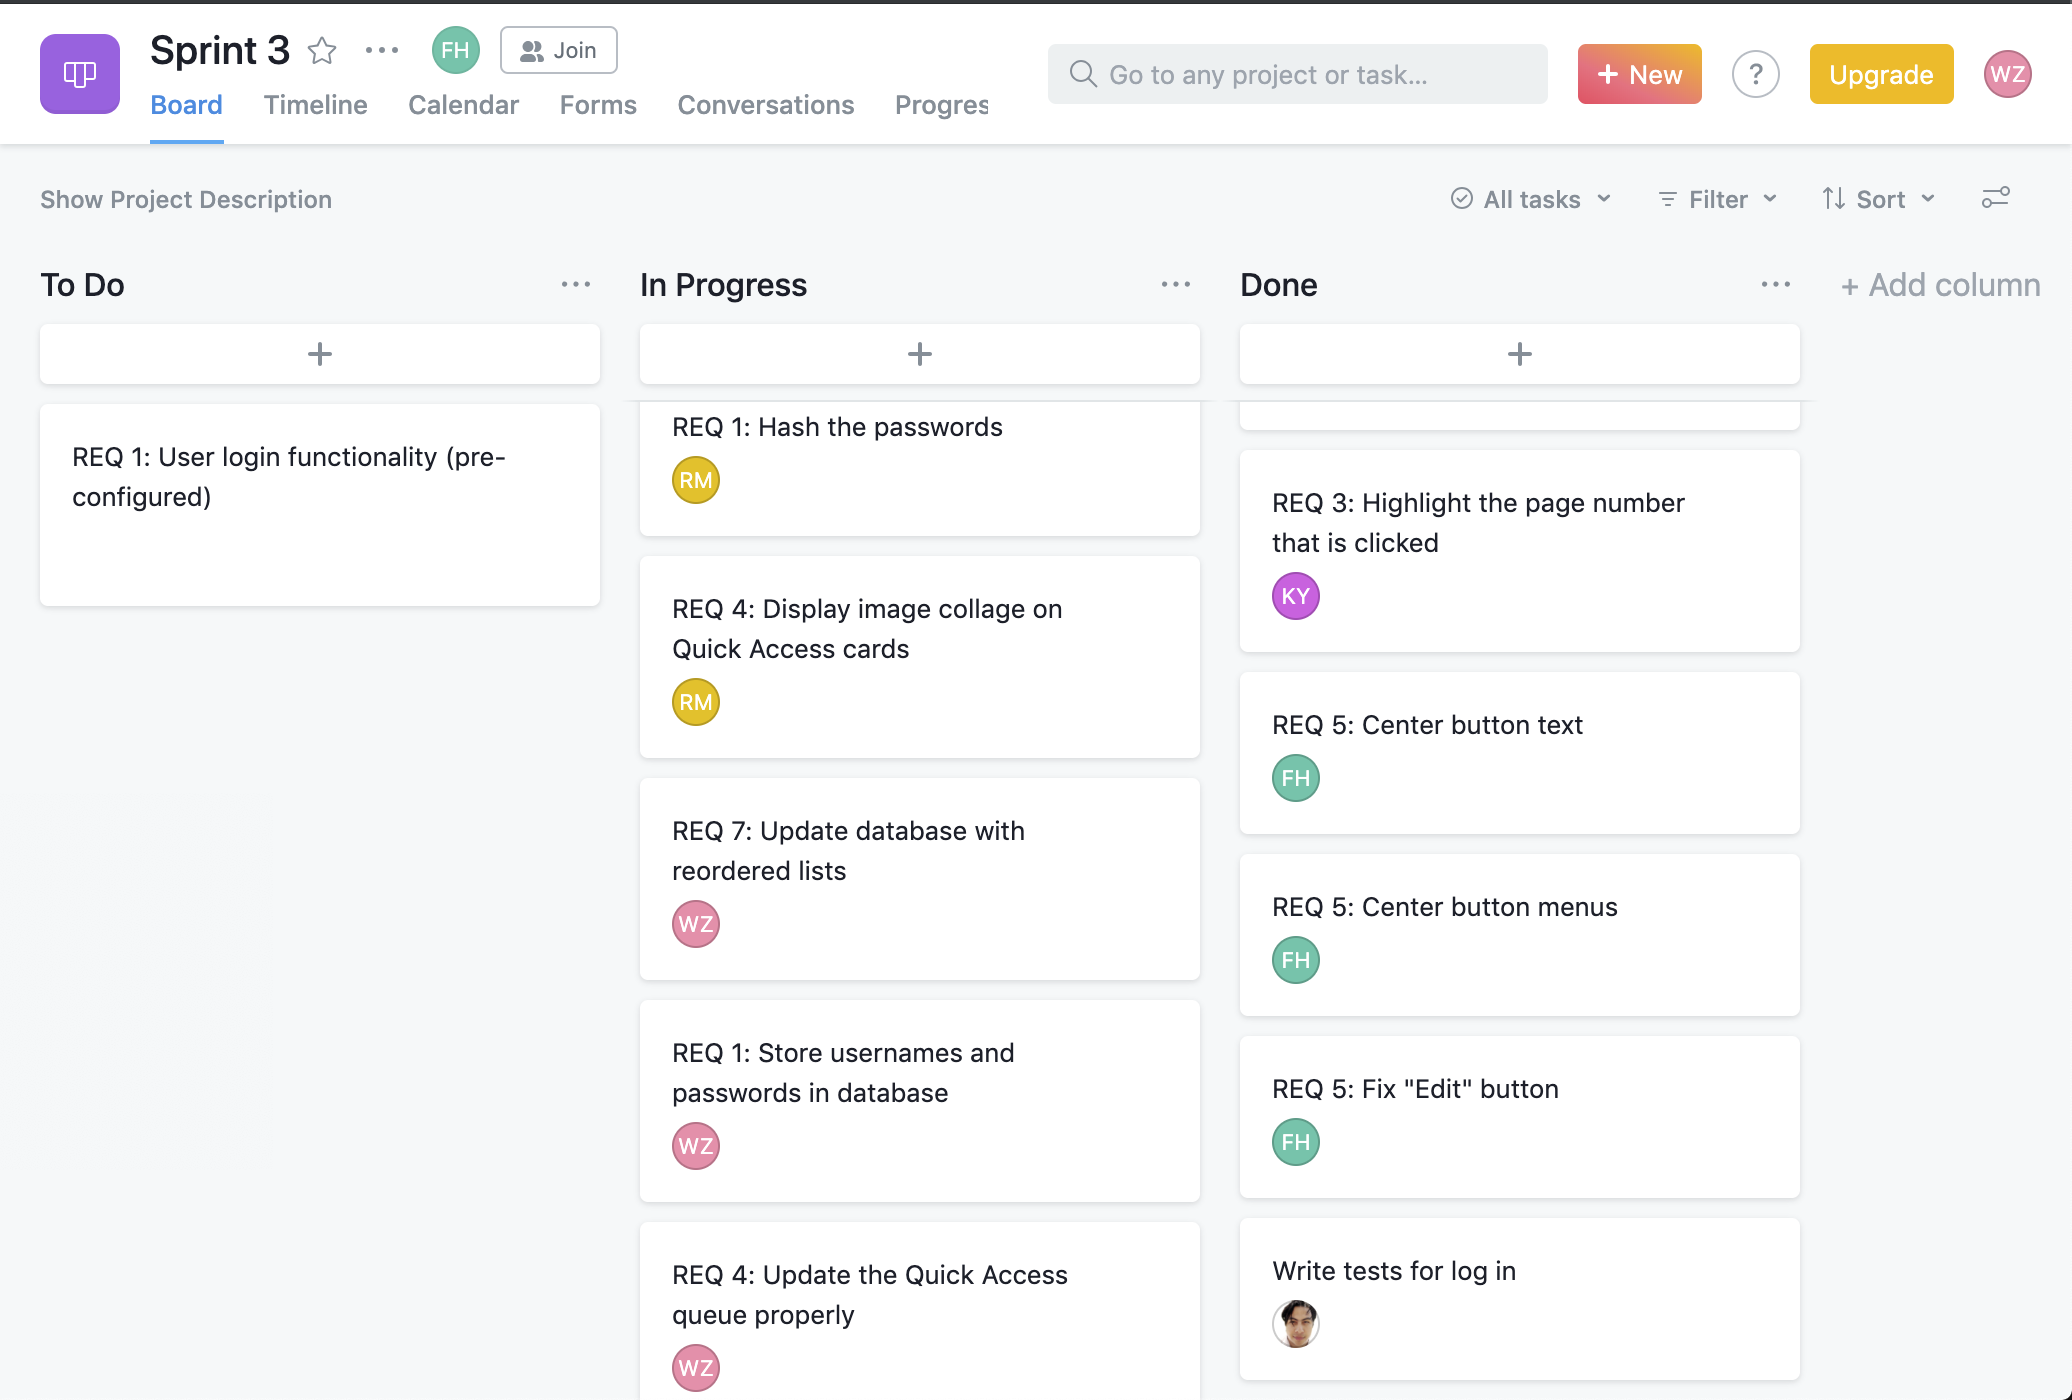 Sprint 3
FH
Join
Board
Timeline
Calendar
Forms
Conversations
Progres
Go to any project or task...
+ New
?
Upgrade
WZ
Show Project Description
All tasks
Filter
Sort
To Do
REQ 1: User login functionality (pre-
configured)
In Progress
REQ 1: Hash the passwords
RM
REQ 4: Display image collage on
Quick Access cards
RM
REQ 7: Update database with
reordered lists
WZ
REQ 1: Store usernames and
passwords in database
WZ
REQ 4: Update the Quick Access
queue properly
WZ
Done
REQ 3: Highlight the page number
that is clicked
KY
REQ 5: Center button text
FH
REQ 5: Center button menus
FH
REQ 5: Fix "Edit" button
FH
Write tests for log in
+ Add column